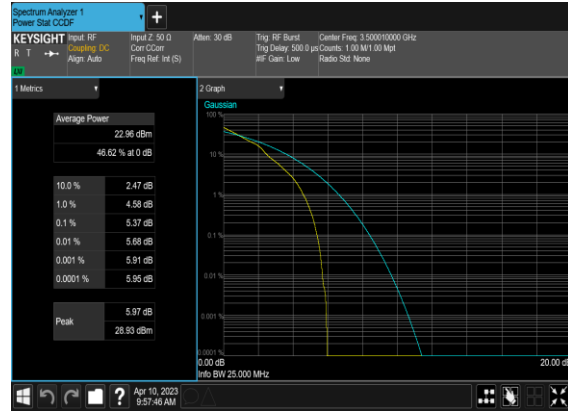 Spectrum Analyzer 1
Power Stat CCDF
KEYSIGHT
R T
LXI
Input: RF
Coupling: DC
Align: Auto
Input Z: 50 Ω
Corr CCorr
Freq Ref: Int (S)
Atten: 30 dB
Trig: RF Burst
Trig Delay: 500.0 µs
#IF Gain: Low
Center Freq: 3.500010000 GHz
Counts: 1.00 M/1.00 Mpt
Radio Std: None
1 Metrics
Average Power
22.96 dBm
46.62 % at 0 dB
10.0 % 2.47 dB
1.0 % 4.58 dB
0.1 % 5.37 dB
0.01 % 5.68 dB
0.001 % 5.91 dB
0.0001 % 5.95 dB
Peak
5.97 dB
28.93 dBm
2 Graph
Gaussian
100 %
10 %
1 %
0.1 %
0.01 %
0.001 %
0.0001 %
0.00 dB 20.00 dB
Info BW 25.000 MHz
Apr 10, 2023
9:57:46 AM